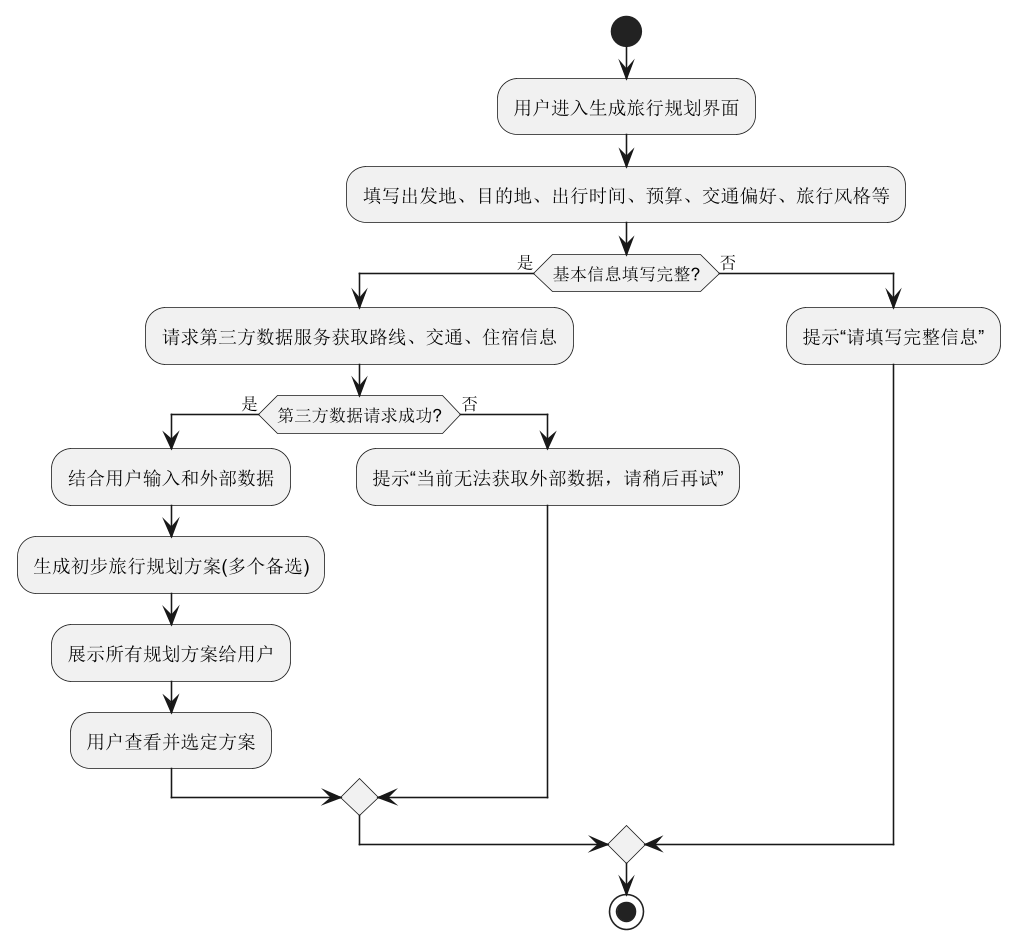 用户进入生成旅行规划界面
填写出发地、目的地、出行时间、预算、交通偏好、旅行风格等
是
基本信息填写完整?
否
请求第三方数据服务获取路线、交通、住宿信息
提示“请填写完整信息”
是
第三方数据请求成功?
否
结合用户输入和外部数据
提示“当前无法获取外部数据，请稍后再试”
生成初步旅行规划方案(多个备选)
展示所有规划方案给用户
用户查看并选定方案